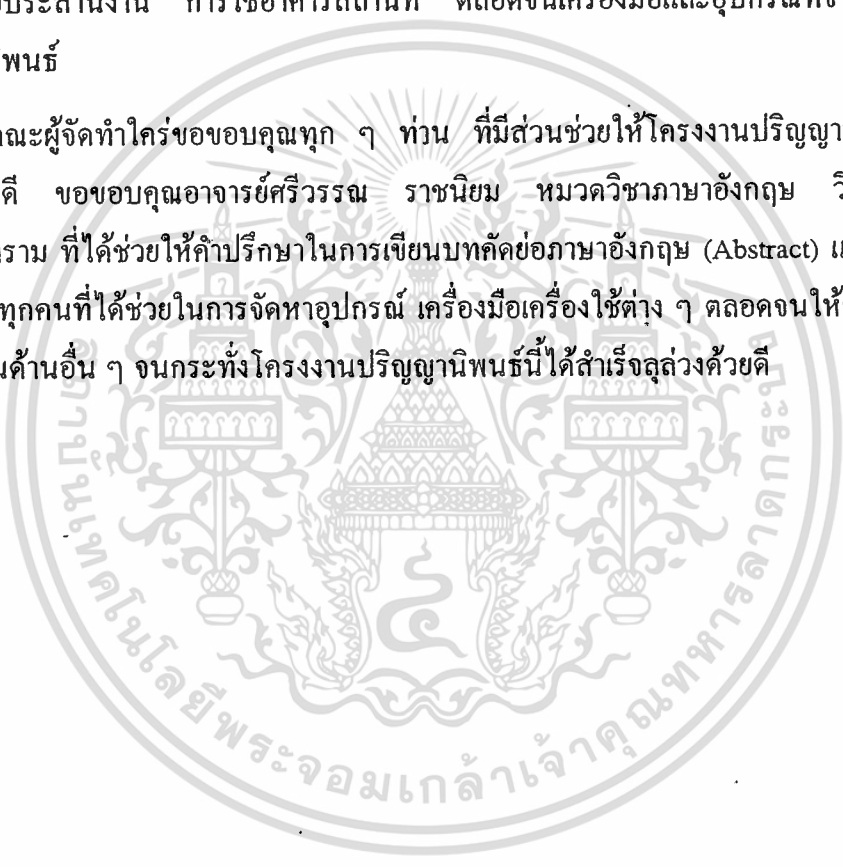 ประสานงาน การใช้อาคารสถานที่ ตลอดจนเครื่องมือและอุปกรณ์
พนธ์
ณะผู้จัดทำใคร่ขอขอบคุณทุก ๆ ท่าน ที่มีส่วนช่วยให้โครงงานปริญญา
ดี ขอขอบคุณอาจารย์ศรีวรรณ ราชนิยม หมวดวิชาภาษาอังกฤษ วิ
ราม ที่ได้ช่วยให้คำปรึกษาในการเขียนบทคัดย่อภาษาอังกฤษ (Abstract) แ
ทุกคนที่ได้ช่วยในการจัดหาอุปกรณ์ เครื่องมือเครื่องใช้ต่าง ๆ ตลอดจนให้
ด้านอื่น ๆ จนกระทั่งโครงงานปริญญานิพนธ์นี้ได้สำเร็จลุล่วงด้วยดี
สถาบันเทคโนโลยีพระจอมเกล้าเจ้าคุณทหารลาดกระบัง